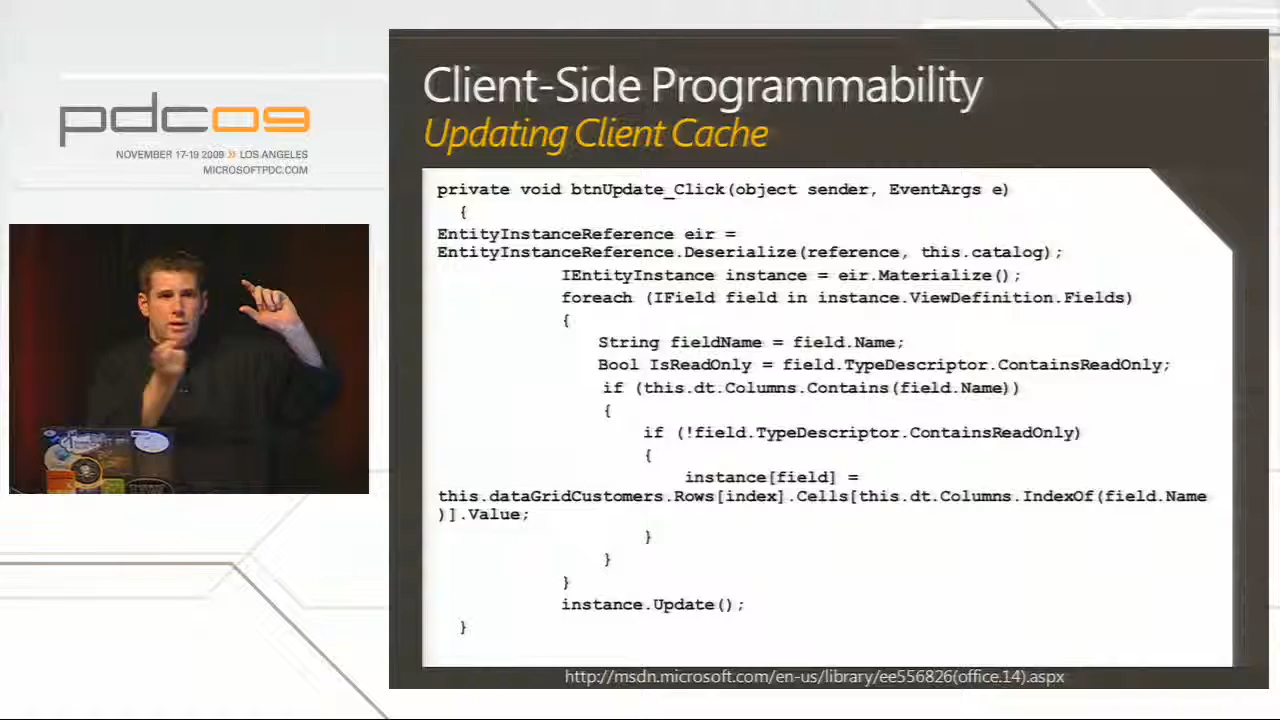 pdc09
NOVEMBER 17-19 2009 » LOS ANGELES
MICROSOFTPDC.COM
Client-Side Programmability
Updating Client Cache
private void btnUpdate_Click(object sender, EventArgs e)
{
EntityInstanceReference eir =
EntityInstanceReference.Deserialize(reference, this.catalog);
IEntityInstance instance = eir.Materialize();
foreach (IField field in instance.ViewDefinition.Fields)
{
String fieldName = field.Name;
Bool IsReadOnly = field.TypeDescriptor.ContainsReadOnly;
if (this.dt.Columns.Contains(field.Name))
{
if (!field.TypeDescriptor.ContainsReadOnly)
{
instance[field] =
this.dataGridCustomers.Rows[index].Cells[this.dt.Columns.IndexOf(field.Name
)].Value;
}
}
}
instance.Update();
}
http://msdn.microsoft.com/en-us/library/ee556826(office.14).aspx